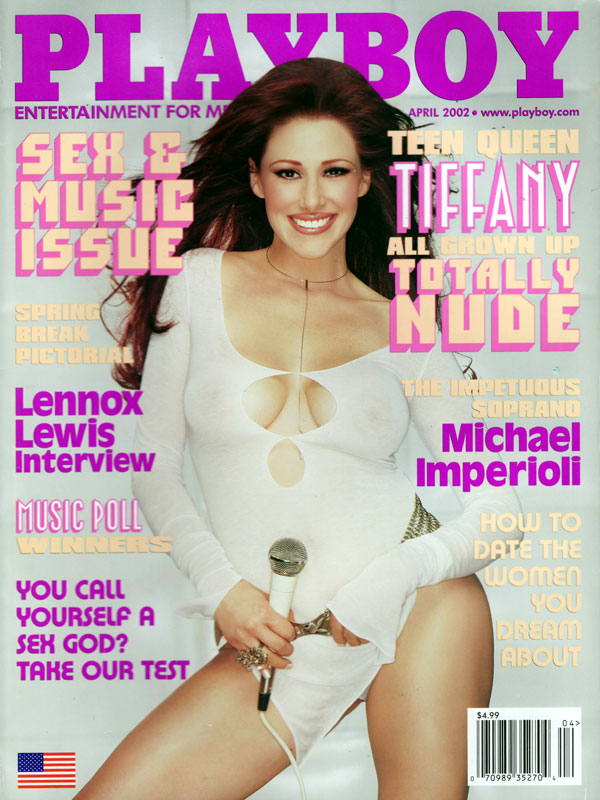 PLAYBOY
ENTERTAINMENT FOR
APRIL 2002 • www.playboy.com
SEX &
MUSIC
ISSUE
SPRING
BREAK
PICTORIAL
Lennox
Lewis
Interview
MUSIC POLL
WINNERS
YOU CALL
YOURSELF A
SEX GOD?
TAKE OUR TEST
TEEN QUEEN
TIFFANY
ALL GROWN UP
TOTALLY
NUDE
THE IMPETUOUS
SOPRANO
Michael
Imperioli
HOW TO
DATE THE
WOMEN
YOU
DREAM
ABOUT
$4.99
04>
0 70989 35270 4